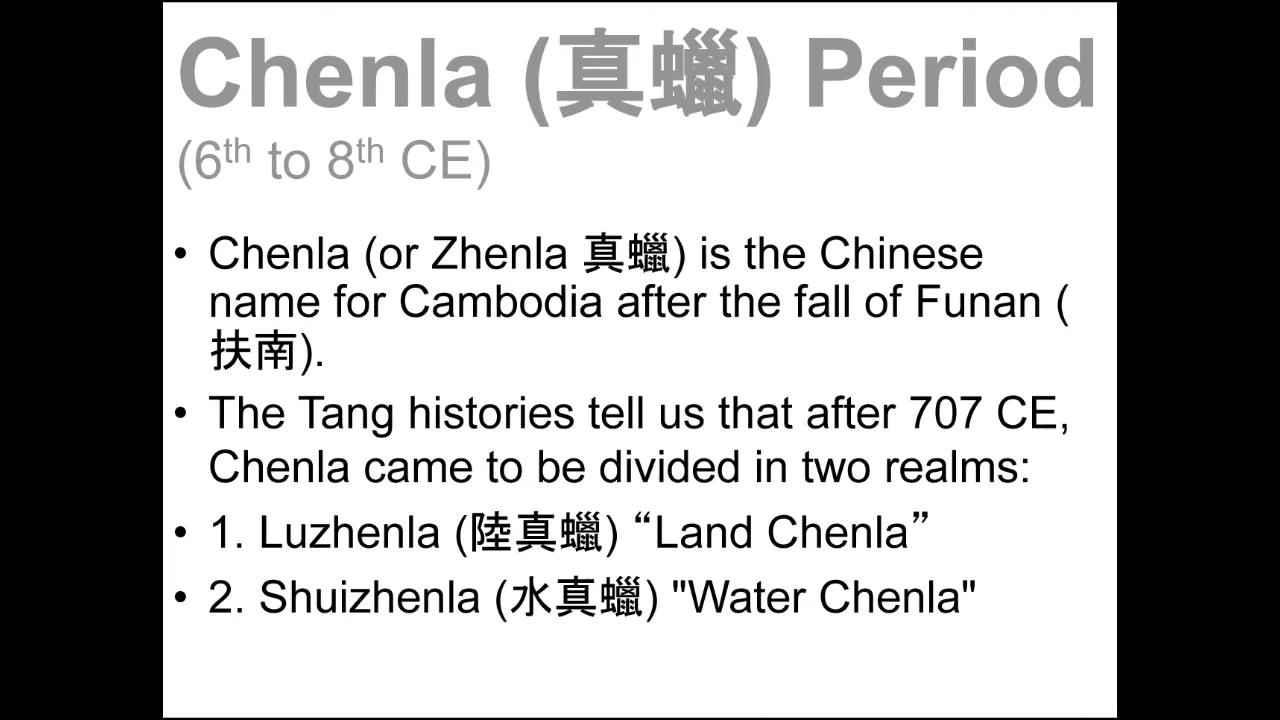 Chenla (真蠟) Period
(6th to 8th CE)
• Chenla (or Zhenla 真蠟) is the Chinese
name for Cambodia after the fall of Funan (
扶南).
• The Tang histories tell us that after 707 CE,
Chenla came to be divided in two realms:
• 1. Luzhenla (陸真蠟) “Land Chenla”
• 2. Shuizhenla (水真蠟) "Water Chenla"